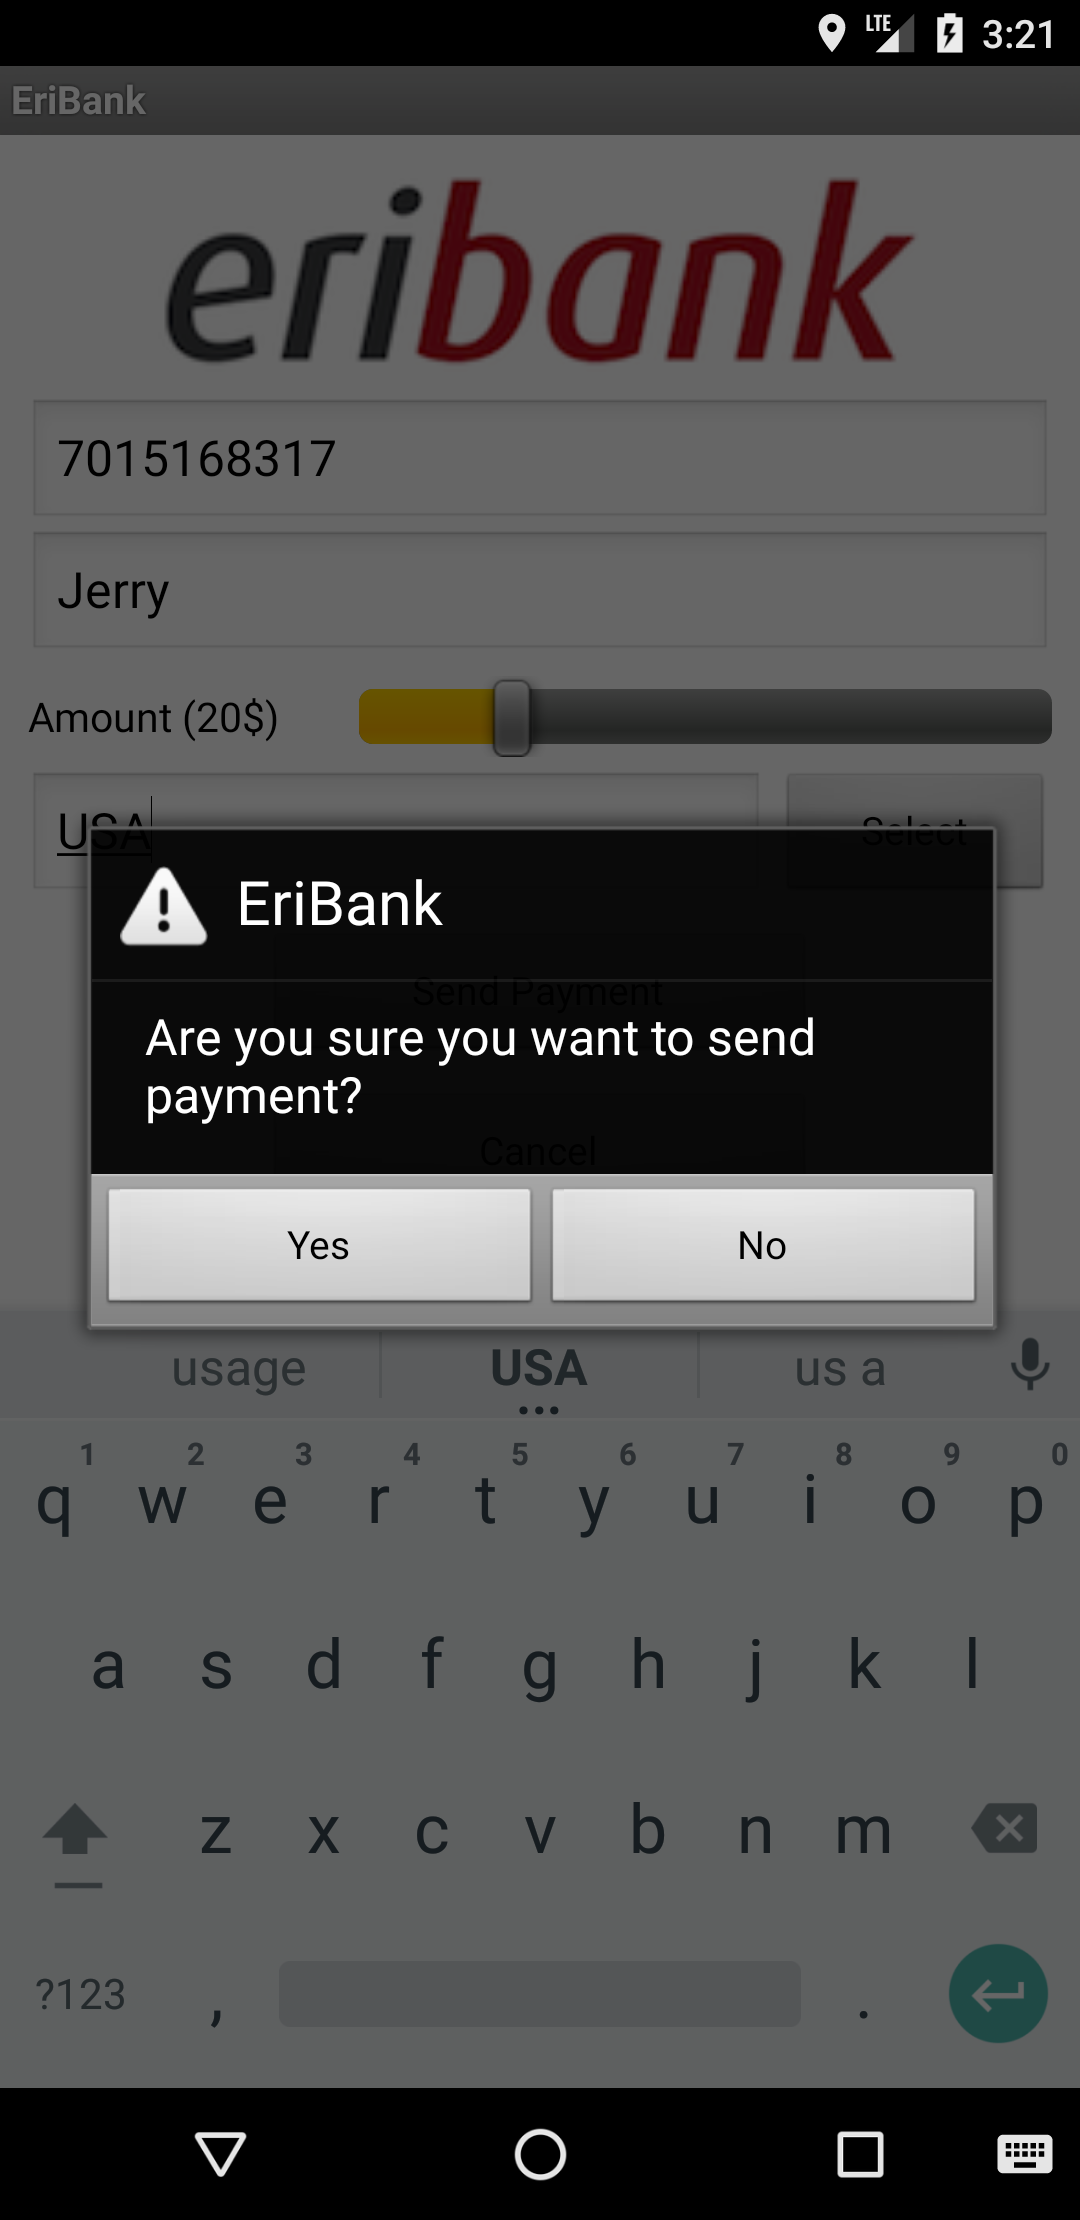 LTE 3:21
EriBank
eribank
7015168317
Jerry
Amount (20$)
USA
Select
EriBank
Send Payment
Are you sure you want to send
payment?
Cancel
Yes No
usage USA us a
1 2 3 4 5 6 7 8 9 0
q w e r t y u i o p
a s d f g h j k l
z x c v b n m
?123 , .